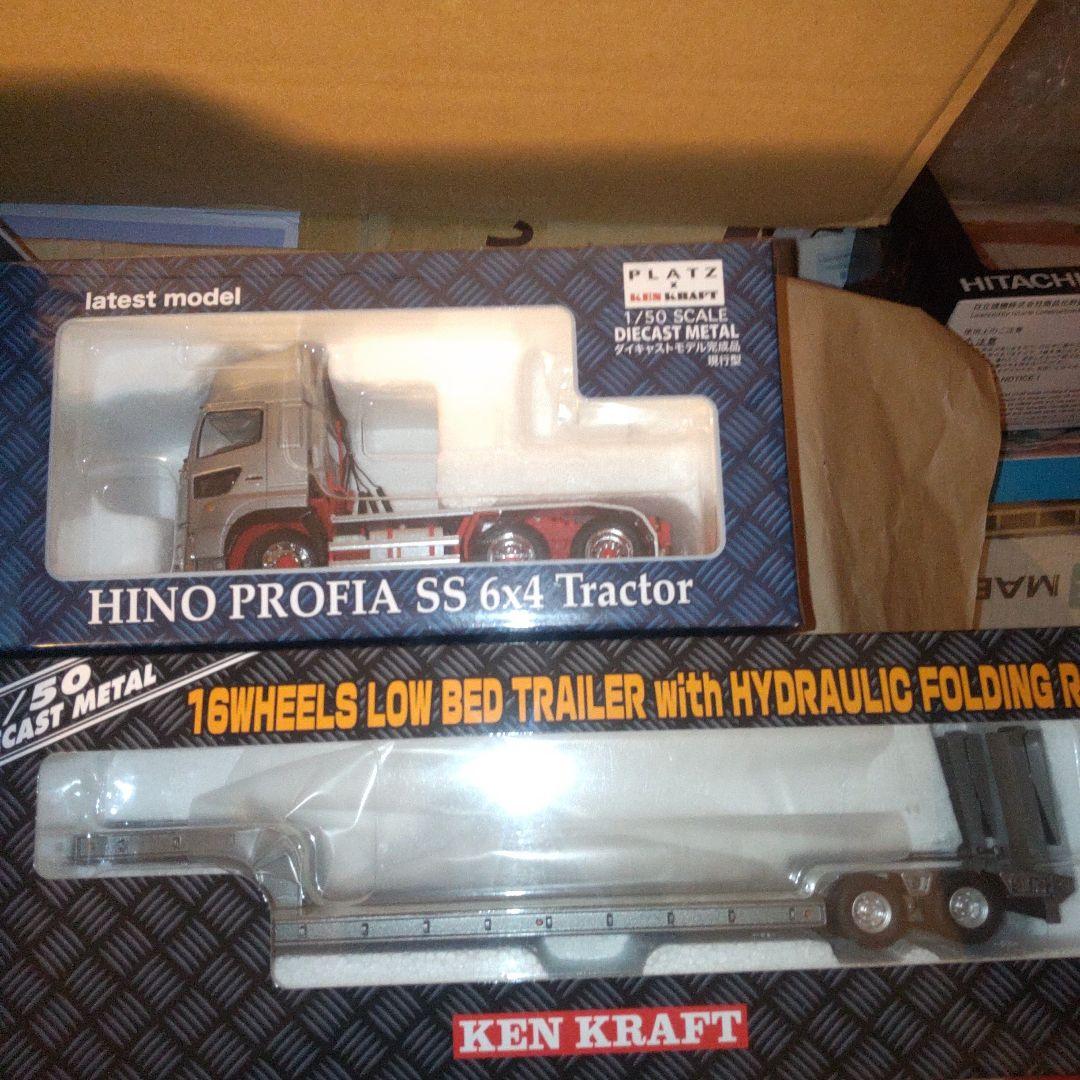 latest model
PLATZ
x
KEN KRAFT
1/50 SCALE
DIECAST METAL
ダイキャストモデル完成品
現行型
HINO PROFIA SS 6x4 Tractor
HITACHI
NOTICE!
MAE
/50
CAST METAL
16WHEELS LOW BED TRAILER with HYDRAULIC FOLDING R
KEN KRAFT